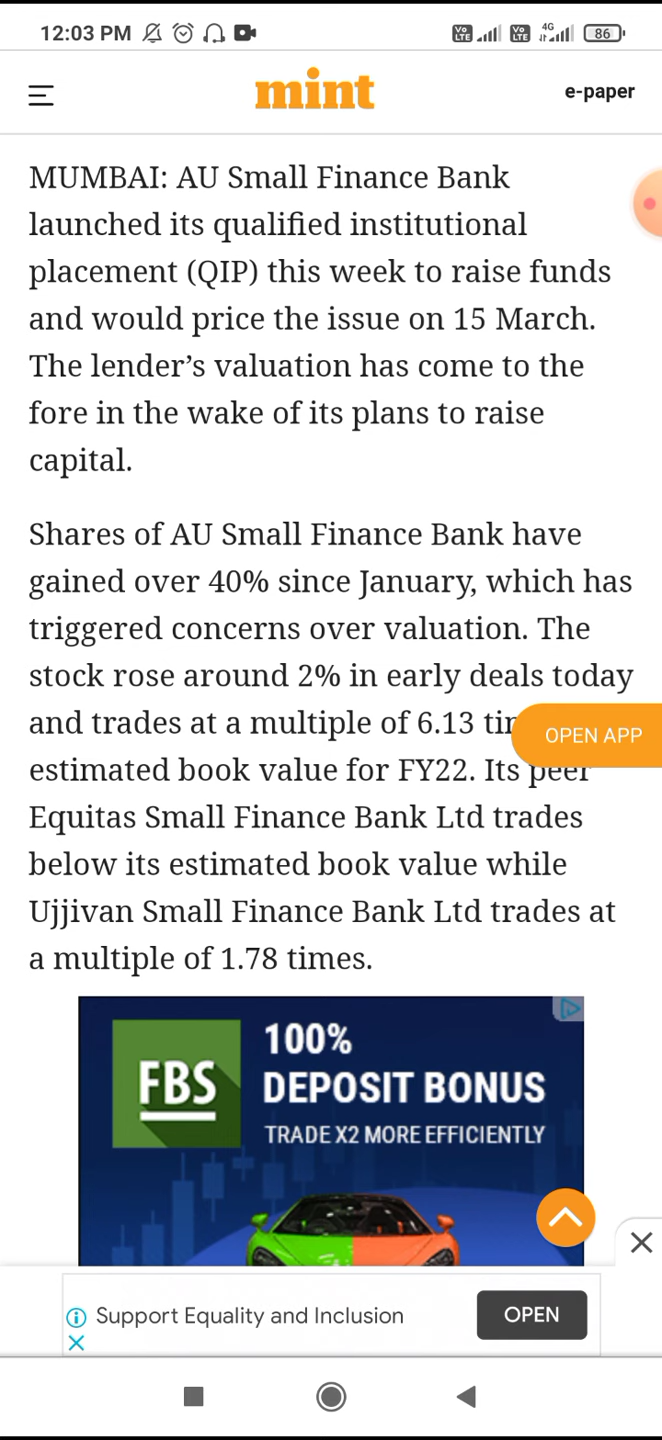 12:03 PM
Vo LTE Vo LTE 4G 86
mint
e-paper
MUMBAI: AU Small Finance Bank
launched its qualified institutional
placement (QIP) this week to raise funds
and would price the issue on 15 March.
The lender’s valuation has come to the
fore in the wake of its plans to raise
capital.
Shares of AU Small Finance Bank have
gained over 40% since January, which has
triggered concerns over valuation. The
stock rose around 2% in early deals today
and trades at a multiple of 6.13
OPEN APP
estimated book value for FY22. Its peer
Equitas Small Finance Bank Ltd trades
below its estimated book value while
Ujjivan Small Finance Bank Ltd trades at
a multiple of 1.78 times.
FBS
100%
DEPOSIT BONUS
TRADE X2 MORE EFFICIENTLY
Support Equality and Inclusion
OPEN